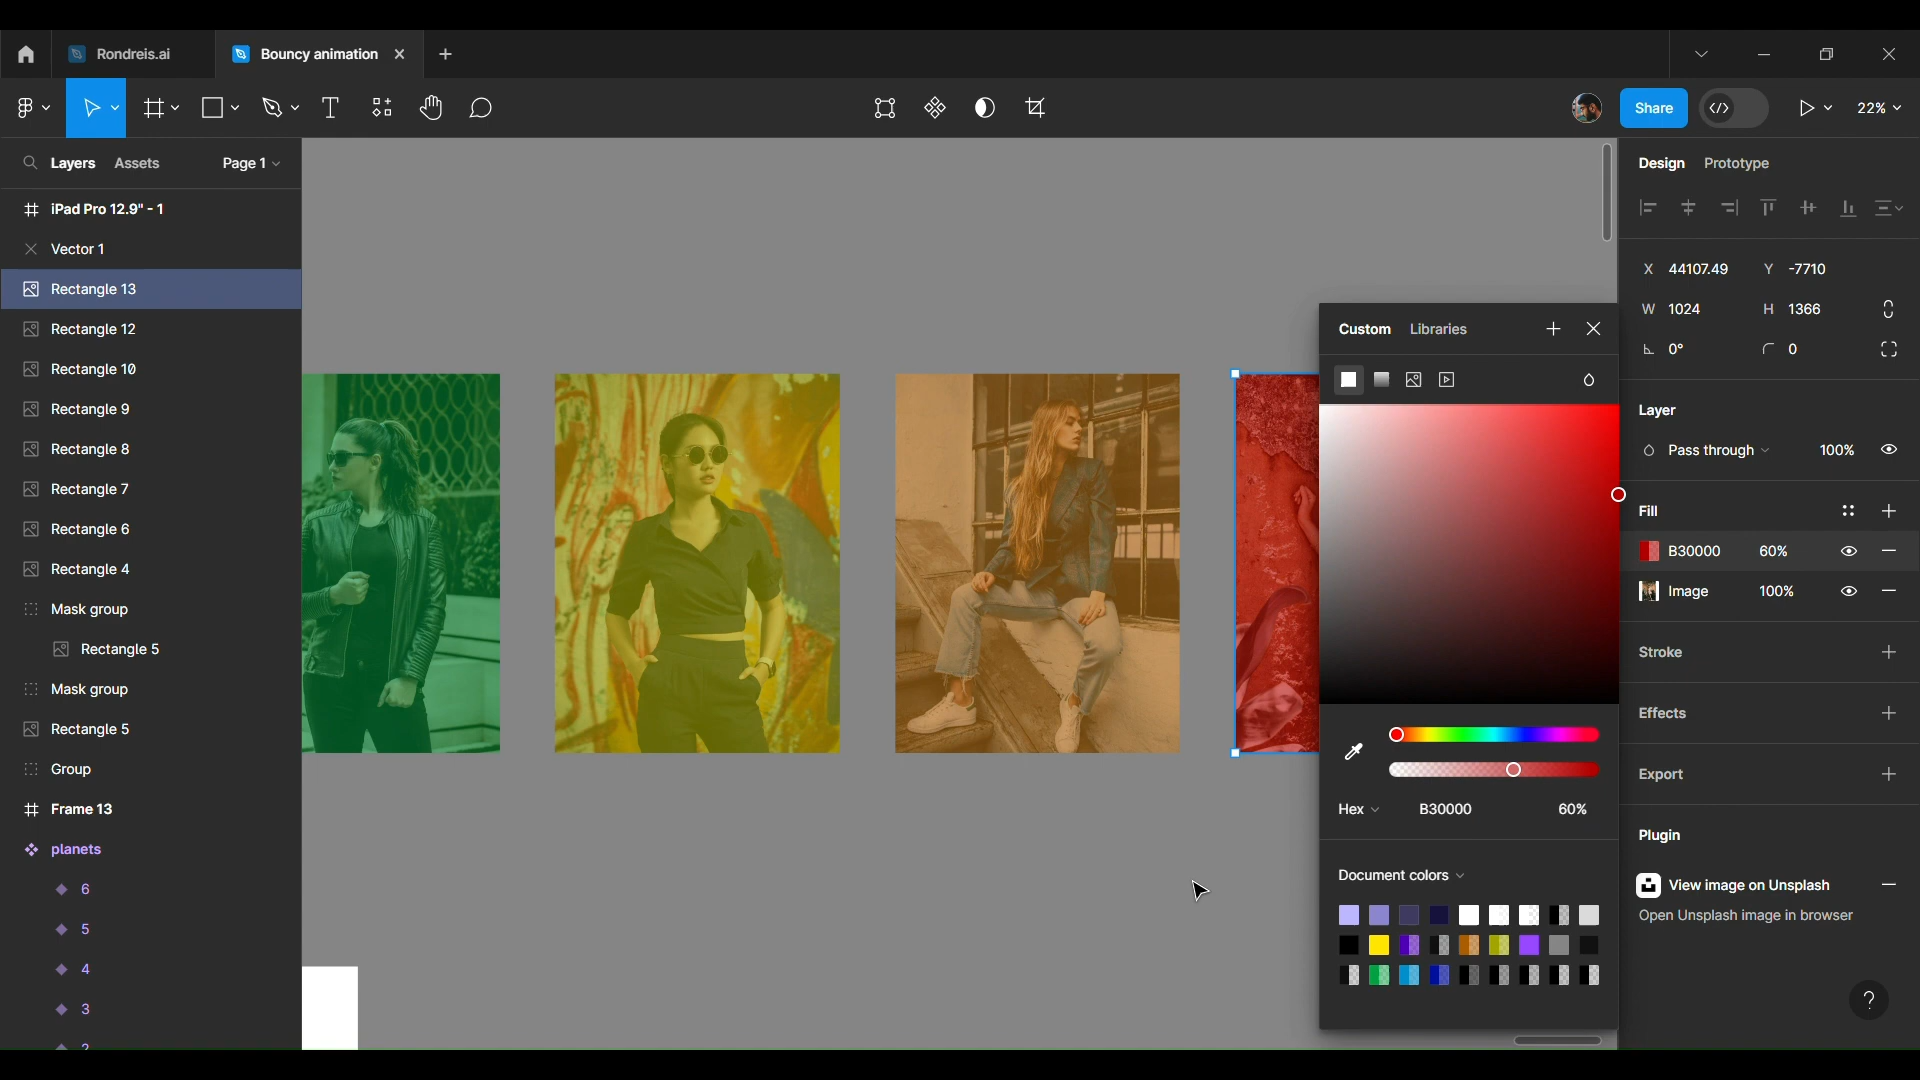 Rondreis.ai
Bouncy animation
Share
22%
Layers
Assets
Page 1
iPad Pro 12.9" - 1
Vector 1
Rectangle 13
Rectangle 12
Rectangle 10
Rectangle 9
Rectangle 8
Rectangle 7
Rectangle 6
Rectangle 4
Mask group
Rectangle 5
Mask group
Rectangle 5
Group
Frame 13
planets
6
5
4
3
2
Custom
Libraries
Hex
B30000
60%
Document colors
Design
Prototype
X 44107.49 Y -7710
W 1024 H 1366
0° 0
Layer
Pass through 100%
Fill
B30000 60%
Image 100%
Stroke
Effects
Export
Plugin
View image on Unsplash
Open Unsplash image in browser
?